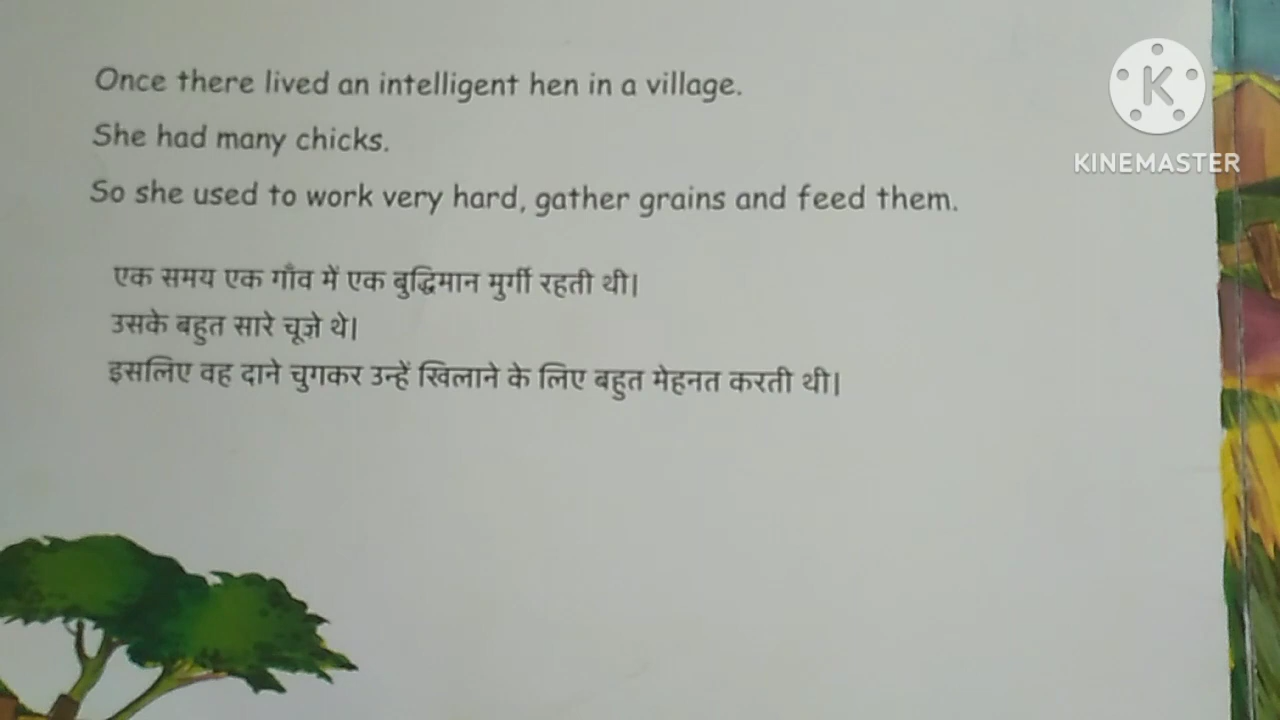 Once there lived an intelligent hen in a village.
She had many chicks.
So she used to work very hard, gather grains and feed them.
एक समय एक गाँव में एक बुद्धिमान मुर्गी रहती थी।
उसके बहुत सारे चूज़े थे।
इसलिए वह दाने चुगकर उन्हें खिलाने के लिए बहुत मेहनत करती थी।
K
KINEMASTER